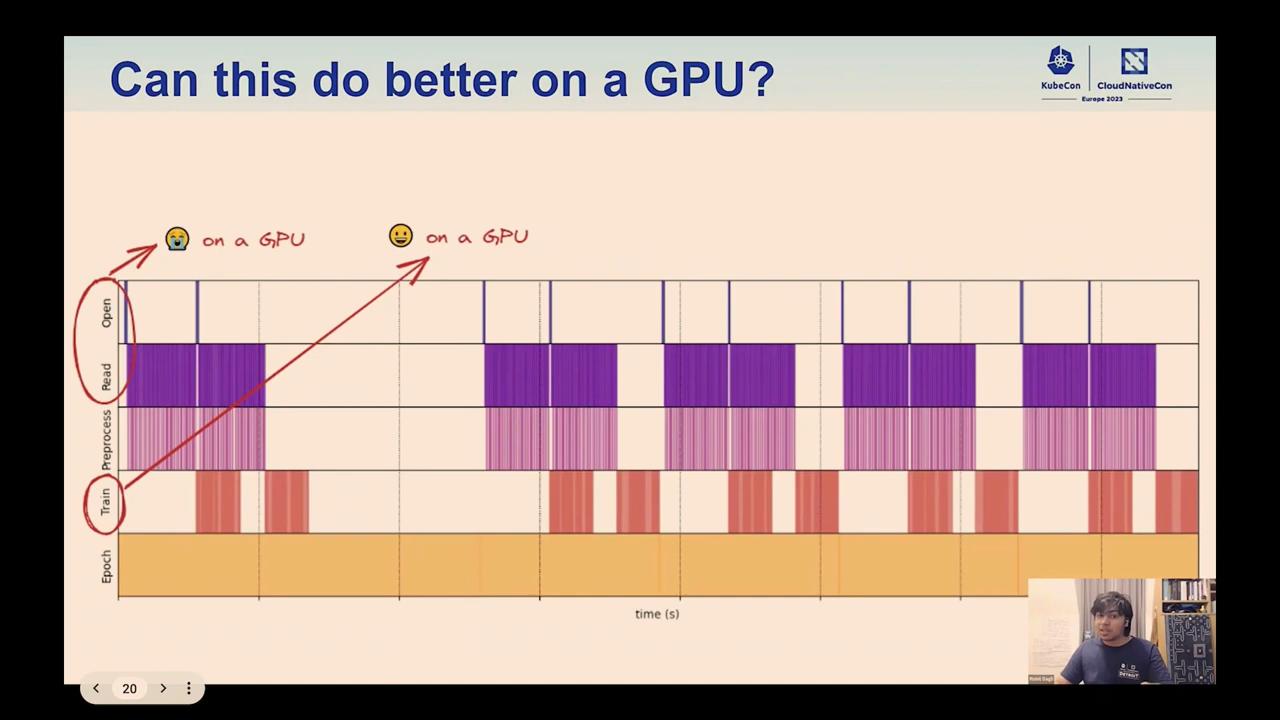 Can this do better on a GPU?
KubeCon
CloudNativeCon
Europe 2023
on a GPU
on a GPU
Open
Read
Preprocess
Train
Epoch
time (s)
DETROIT
20